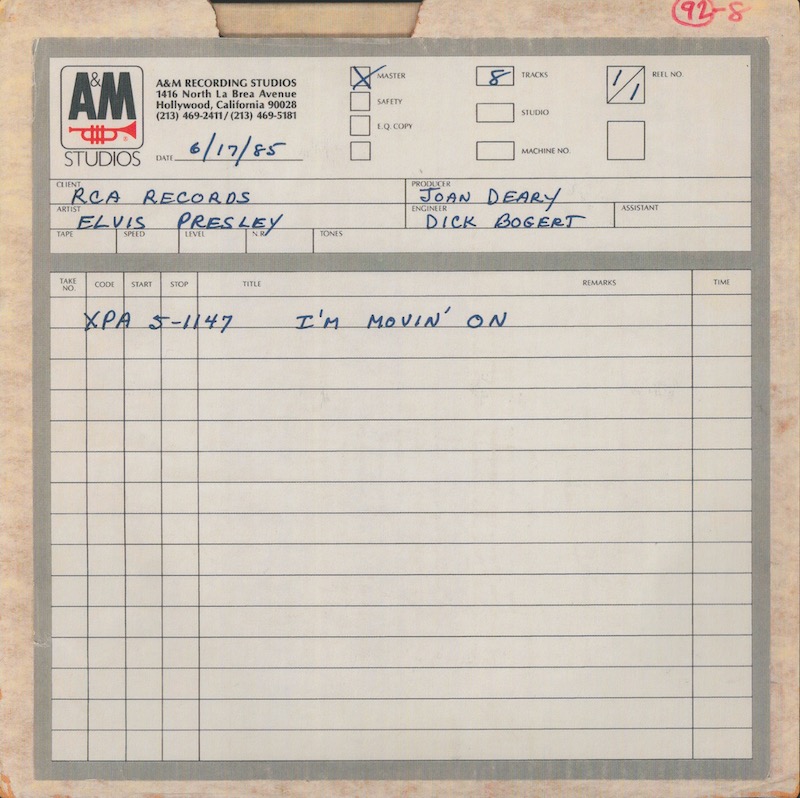 92-8
A&M
STUDIOS
A&M RECORDING STUDIOS
1416 North La Brea Avenue
Hollywood, California 90028
(213) 469-2411/(213) 469-5181
DATE 6/17/85
X MASTER
SAFETY
E.Q. COPY
8 TRACKS
STUDIO
MACHINE NO.
1/1 REEL NO.
CLIENT RCA RECORDS
PRODUCER JOAN DEARY
ARTIST ELVIS PRESLEY
ENGINEER DICK BOGERT ASSISTANT
TAPE SPEED LEVEL N.R. TONES
TAKE NO. CODE START STOP TITLE REMARKS TIME
XPA 5-1147 I'M MOVIN' ON